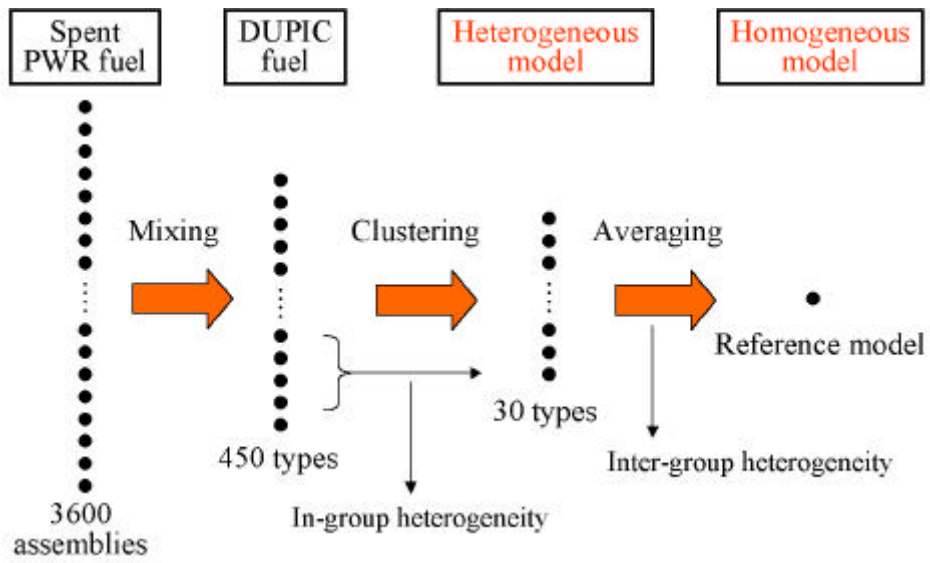 Spent
PWR fuel
DUPIC
fuel
Heterogeneous
model
Homogeneous
model
Mixing
Clustering
Averaging
Reference model
30 types
450 types
Inter-group heterogeneity
In-group heterogeneity
3600
assemblies